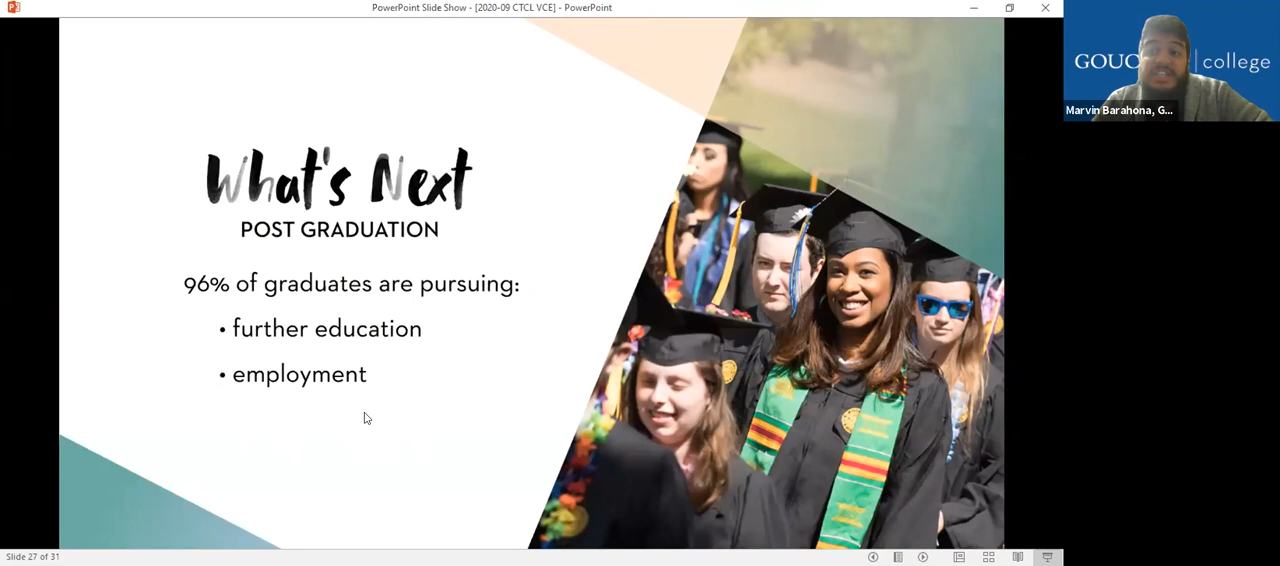 PowerPoint Slide Show - [2020-09 CTCL VCE] - PowerPoint
GOUC
college
Marvin Barahona, G...
What's Next
POST GRADUATION
96% of graduates are pursuing:
• further education
• employment
Slide 27 of 31